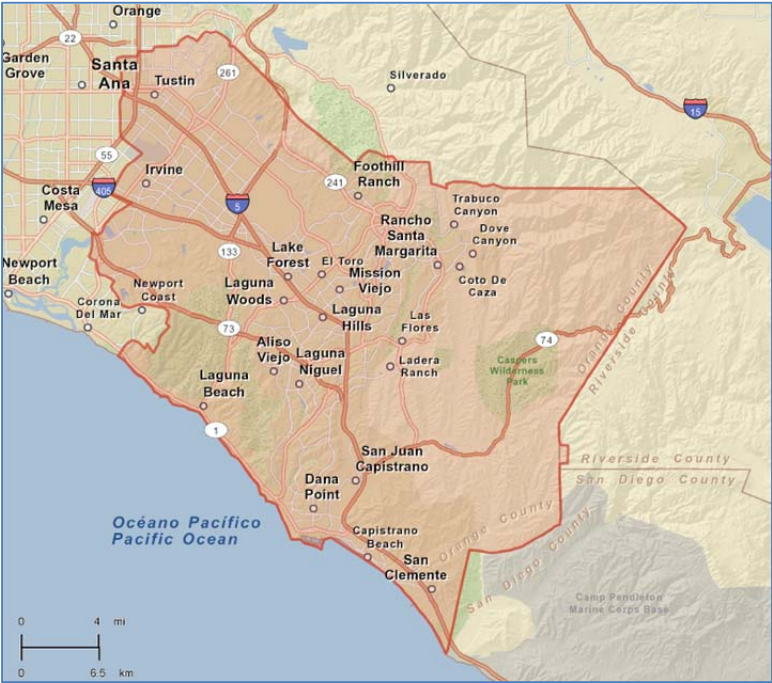 Orange
22
Garden
Grove
Santa
Ana
Tustin
261
Silverado
15
55
Irvine
405
Costa
Mesa
5
241
Foothill
Ranch
Trabuco
Canyon
Dove
Canyon
Rancho
Santa
Margarita
Coto De
Caza
133
Lake
Forest
El Toro
Mission
Viejo
Newport
Beach
Newport
Coast
Corona
Del Mar
Laguna
Woods
Laguna
Hills
Las
Flores
73
74
Aliso
Viejo
Laguna
Niguel
Ladera
Ranch
Caspers
Wilderness
Park
Orange County
Riverside County
Laguna
Beach
1
San Juan
Capistrano
Riverside County
San Diego County
Dana
Point
Océano Pacífico
Pacific Ocean
Capistrano
Beach
Orange County
San Diego County
San
Clemente
Camp Pendleton
Marine Corps Base
0 4 mi
0 6.5 km